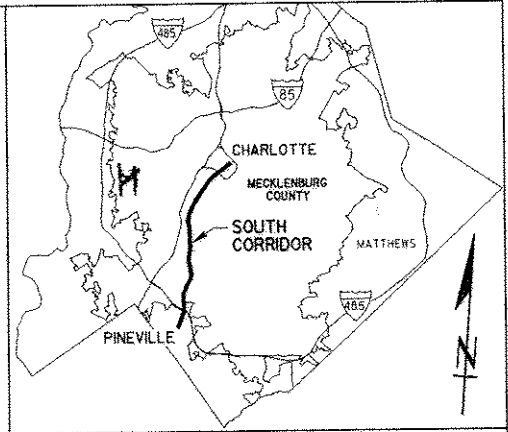 485
85
CHARLOTTE
MECKLENBURG
COUNTY
SOUTH
CORRIDOR
MATTHEWS
485
PINEVILLE
N